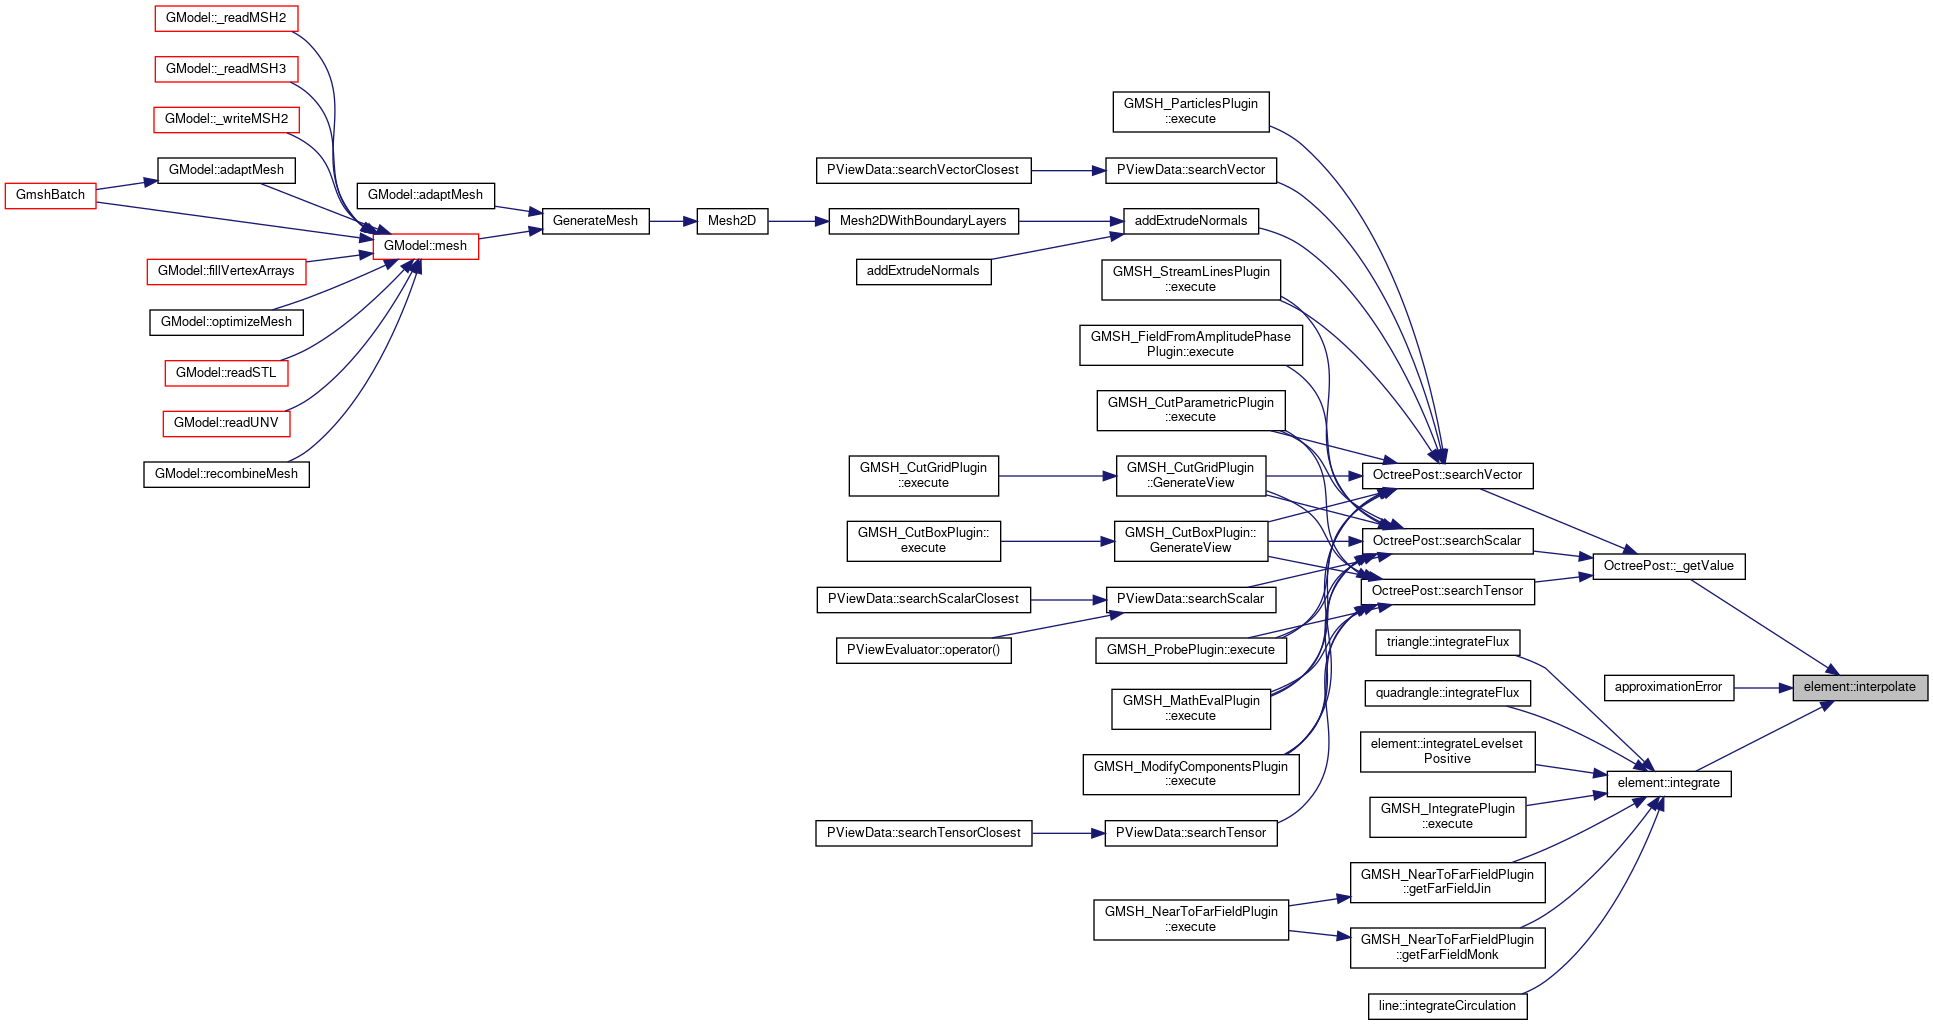 GModel::_readMSH2
GModel::_readMSH3
GModel::_writeMSH2
GModel::adaptMesh
GmshBatch
GModel::adaptMesh
GModel::mesh
GModel::fillVertexArrays
GModel::optimizeMesh
GModel::readSTL
GModel::readUNV
GModel::recombineMesh
GenerateMesh
Mesh2D
Mesh2DWithBoundaryLayers
PViewData::searchVectorClosest
addExtrudeNormals
GMSH_CutGridPlugin
::execute
GMSH_CutBoxPlugin::
execute
PViewData::searchScalarClosest
PViewEvaluator::operator()
PViewData::searchTensorClosest
GMSH_ParticlesPlugin
::execute
PViewData::searchVector
addExtrudeNormals
GMSH_StreamLinesPlugin
::execute
GMSH_FieldFromAmplitudePhase
Plugin::execute
GMSH_CutParametricPlugin
::execute
GMSH_CutGridPlugin
::GenerateView
GMSH_CutBoxPlugin::
GenerateView
PViewData::searchScalar
GMSH_ProbePlugin::execute
GMSH_MathEvalPlugin
::execute
GMSH_ModifyComponentsPlugin
::execute
PViewData::searchTensor
GMSH_NearToFarFieldPlugin
::execute
OctreePost::searchVector
OctreePost::searchScalar
OctreePost::searchTensor
triangle::integrateFlux
quadrangle::integrateFlux
element::integrateLevelset
Positive
GMSH_IntegratePlugin
::execute
GMSH_NearToFarFieldPlugin
::getFarFieldJin
GMSH_NearToFarFieldPlugin
::getFarFieldMonk
line::integrateCirculation
OctreePost::_getValue
approximationError
element::integrate
element::interpolate